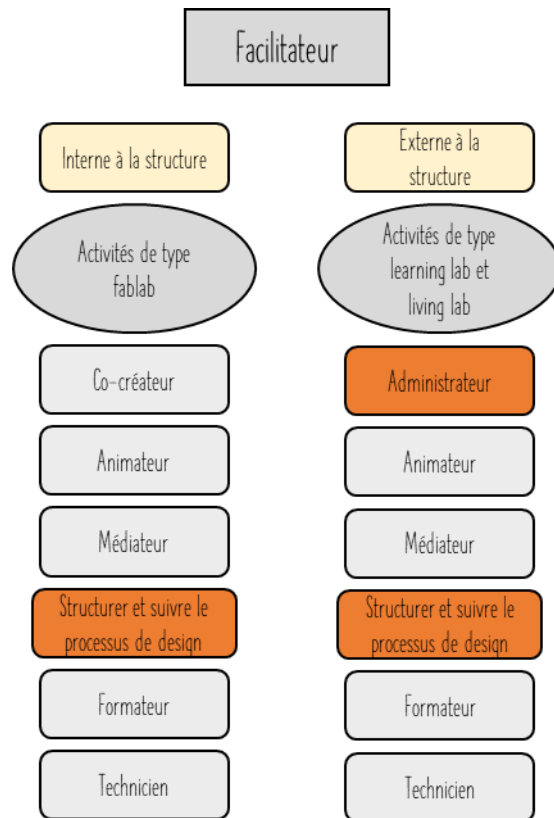 Facilitateur
Interne à la structure
Externe à la
structure
Activités de type
fablab
Activités de type
learning lab et
living lab
Co-créateur
Administrateur
Animateur
Animateur
Médiateur
Médiateur
Structurer et suivre le
processus de design
Structurer et suivre le
processus de design
Formateur
Formateur
Technicien
Technicien